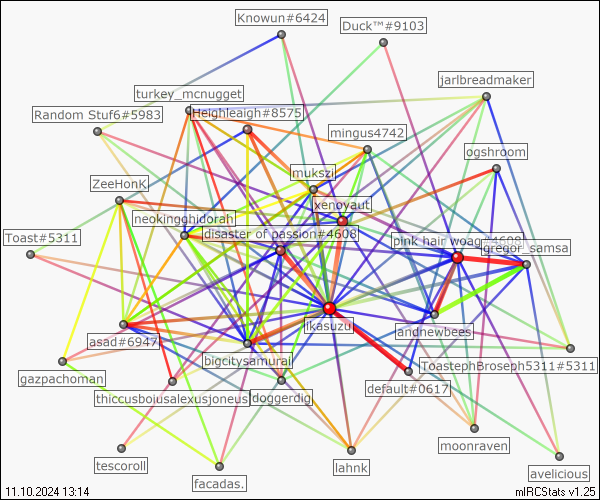 Knowun#6424
Duck™#9103
jarlbreadmaker
turkey_mcnugget
Random Stuf6#5983
Heighleaigh#8575
mingus4742
ogshroom
mukszi
ZeeHonK
xenoyaut
neokingghidorah
disaster of passion#4608
Toast#5311
pink hair woag#4608
gregor_samsa
ikasuzu
andnewbees
asad#6947
bigcitysamurai
ToastephBroseph5311#5311
gazpachoman
default#0617
doggerdig
moonraven
tescoroll
lahnk
avelicious
facadas.
11.10.2024 13:14
mIRCStats v1.25